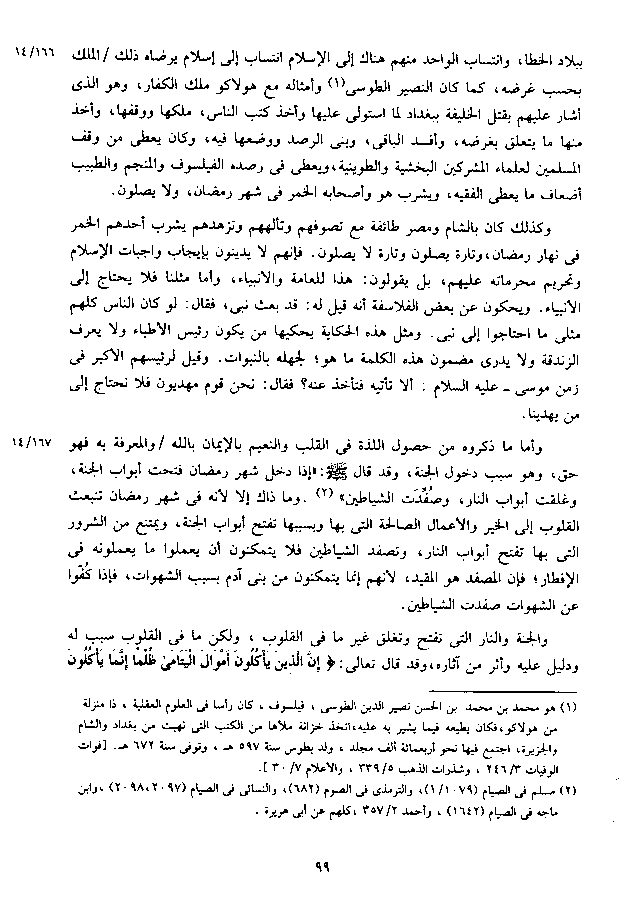 ١٤/١٦٦
ببلاد الخطا، وانتساب الواحد منهم هناك إلى الإسلام انتساب إلى إسلام يرضاه ذلك / الملك
بحسب غرضه، كما كان النصير الطوسى(١) وأمثاله مع هولاكو ملك الكفار، وهو الذى
أشار عليهم بقتل الخليفة ببغداد لما استولى عليها وأخذ كتب الناس، ملكها ووقفها، وأخذ
منها ما يتعلق بغرضه، وأفسد الباقى، وبنى الرصد ووضعها فيه، وكان يعطى من وقف
المسلمين لعلماء المشركين البخشية والطوينية، ويعطى فى رصده الفيلسوف والمنجم والطبيب
أضعاف ما يعطى الفقيه، ويشرب هو وأصحابه الخمر فى شهر رمضان، ولا يصلون.
وكذلك كان بالشام ومصر طائفة مع تصوفهم وتألههم وتزهدهم يشرب أحدهم الخمر
فى نهار رمضان، وتارة يصلون وتارة لا يصلون. فإنهم لا يدينون بإيجاب واجبات الإسلام
وتحريم محرماته عليهم، بل يقولون: هذا للعامة والانبياء، وأما مثلنا فلا يحتاج إلى
الأنبياء. ويحكون عن بعض الفلاسفة أنه قيل له: قد بعث نبى، فقال: لو كان الناس كلهم
مثلى ما احتاجوا إلى نبى. ومثل هذه الحكاية يحكيها من يكون رئيس الأطباء ولا يعرف
الزندقة ولا يدرى مضمون هذه الكلمة ما هو؛ لجهله بالنبوات. وقيل لرئيسهم الأكبر فى
زمن موسى ـ عليه السلام : ألا تأتيه فتأخذ عنه؟ فقال: نحن قوم مهديون فلا نحتاج إلى
من يهدينا.
١٤/١٦٧
وأما ما ذكروه من حصول اللذة فى القلب والنعيم بالإيمان بالله / والمعرفة به فهو
حق، وهو سبب دخول الجنة، وقد قال ﷺ: «إذا دخل شهر رمضان فتحت أبواب الجنة،
وغلقت أبواب النار، وصُفِّدَت الشياطين» (٢) . وما ذاك إلا لأنه فى شهر رمضان تنبعث
القلوب إلى الخير والأعمال الصالحة التى بها وبسببها تفتح أبواب الجنة، ويمتنع من الشرور
التى بها تفتح أبواب النار، وتصفد الشياطين فلا يتمكنون أن يعملوا ما يعملونه فى
الإفطار؛ فإن المصفد هو المقيد، لأنهم إنما يتمكنون من بنى آدم بسبب الشهوات، فإذا كُفّوا
عن الشهوات صفدت الشياطين.
والجنة والنار التى تفتح وتغلق غير ما فى القلوب ، ولكن ما فى القلوب سبب له
ودليل عليه وأثر من آثاره، وقد قال تعالى: ﴿ إِنَّ الَّذِينَ يَأْكُلُونَ أَمْوَالَ الْيَتَامَىٰ ظُلْمًا إِنَّمَا يَأْكُلُونَ
(١) هو محمد بن محمد بن الحسن نصير الدين الطوسى ، فيلسوف ، كان رأسا فى العلوم العقلية ، ذا منزلة
من هولاكو، فكان يطيعه فيما يشير به عليه، اتخذ خزانة ملأها من الكتب التى نهبت من بغداد والشام
والجزيرة، اجتمع فيها نحو أربعمائة ألف مجلد ، ولد بطوس سنة ٥٩٧ هـ ، وتوفى سنة ٦٧٢ هـ. [فوات
الوفيات ٣/ ٢٤٦ ، وشذرات الذهب ٥/ ٣٣٩ ، والاعلام ٧/ ٣٠ ].
(٢) مسلم فى الصيام (١٠٧٩/ ١)، والترمذى فى الصوم (٦٨٢)، والنسائى فى الصيام (٢٠٩٧، ٢٠٩٨) ، وابن
ماجه فى الصيام (١٦٤٢) ، وأحمد ٢/ ٣٥٧ ، كلهم عن أبى هريرة .
٩٩